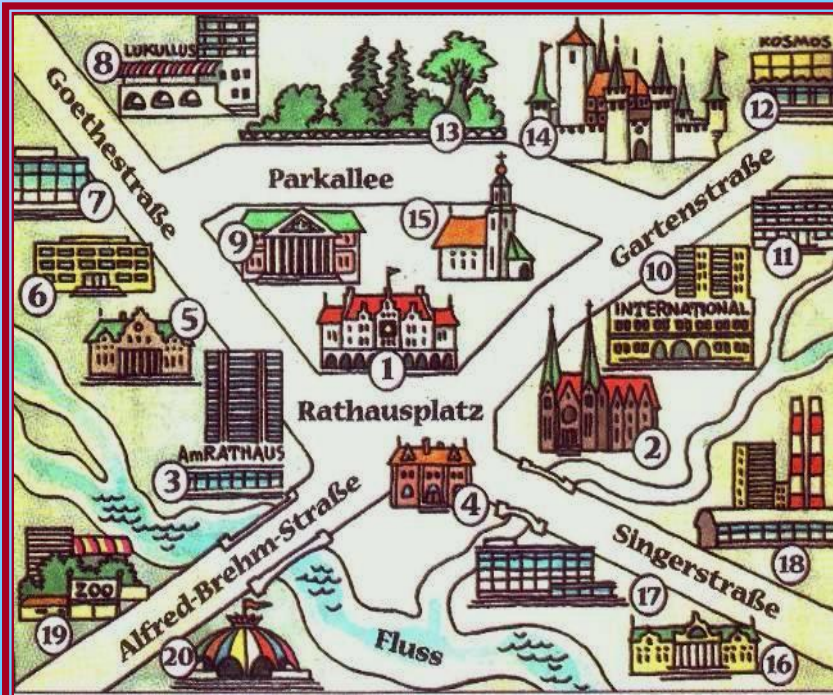 8
LUKULLUS
Goethestraße
13
14
KOSMOS
12
7
Parkallee
15
9
Gartenstraße
11
10
6
5
INTERNATIONAL
1
Rathausplatz
2
AmRATHAUS
3
4
Alfred-Brehm-Straße
Singerstraße
18
ZOO
19
17
20
Fluss
16